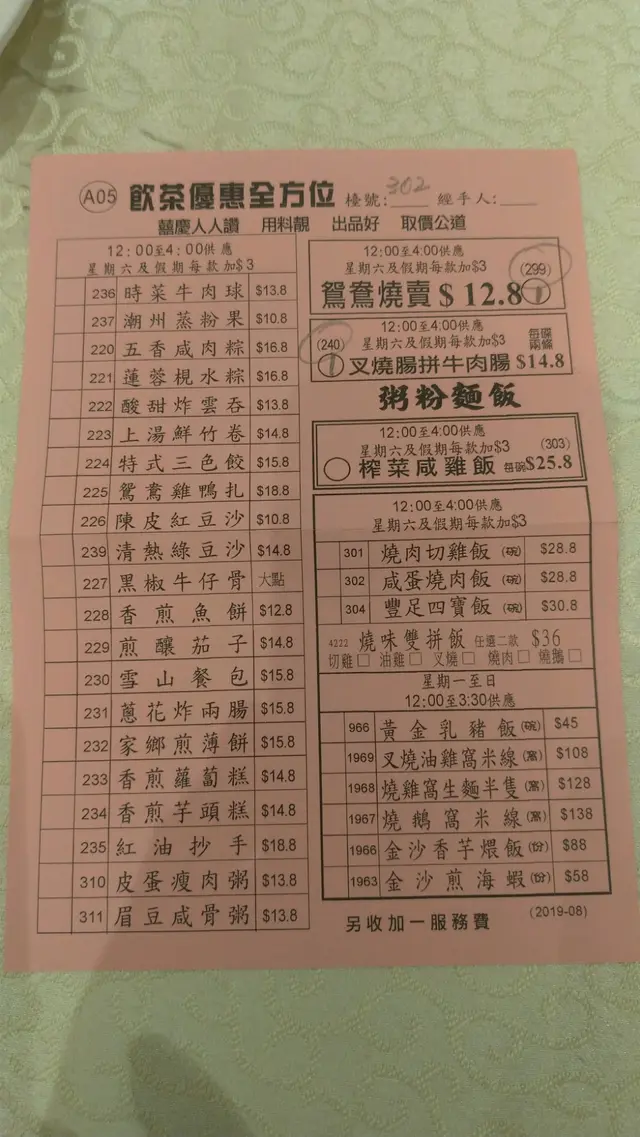 A05 飲茶優惠全方位 檯號:302 經手人:
囍慶人人讚 用料靚 出品好 取價公道
12:00至4:00供應
星期六及假期每款加$3
236 時菜牛肉球 $13.8
237 潮州蒸粉果 $10.8
220 五香咸肉粽 $16.8
221 蓮蓉梘水粽 $16.8
222 酸甜炸雲吞 $13.8
223 上湯鮮竹卷 $14.8
224 特式三色餃 $15.8
225 鴛鴦雞鴨扎 $18.8
226 陳皮紅豆沙 $10.8
239 清熱綠豆沙 $14.8
227 黑椒牛仔骨 大點
228 香煎魚餅 $12.8
229 煎釀茄子 $14.8
230 雪山餐包 $15.8
231 蔥花炸兩腸 $15.8
232 家鄉煎薄餅 $15.8
233 香煎蘿蔔糕 $14.8
234 香煎芋頭糕 $14.8
235 紅油抄手 $18.8
310 皮蛋瘦肉粥 $13.8
311 眉豆咸骨粥 $13.8
12:00至4:00供應
星期六及假期每款加$3 (299)
鴛鴦燒賣 $12.8 1
12:00至4:00供應
(240) 星期六及假期每款加$3 每碟兩條
1 叉燒腸拼牛肉腸 $14.8
粥粉麵飯
12:00至4:00供應
星期六及假期每款加$3 (303)
榨菜咸雞飯 每碗$25.8
12:00至4:00供應
星期六及假期每款加$3
301 燒肉切雞飯(碗) $28.8
302 咸蛋燒肉飯(碗) $28.8
304 豐足四寶飯(碗) $30.8
4222 燒味雙拼飯 任選二款 $36
切雞□ 油雞□ 叉燒□ 燒肉□ 燒鵝□
星期一至日
12:00至3:30供應
966 黃金乳豬飯(碗) $45
1969 叉燒油雞窩米線(窩) $108
1968 燒雞窩生麵半隻(窩) $128
1967 燒鵝窩米線(窩) $138
1966 金沙香芋煨飯(份) $88
1963 金沙煎海蝦(份) $58
另收加一服務費 (2019-08)